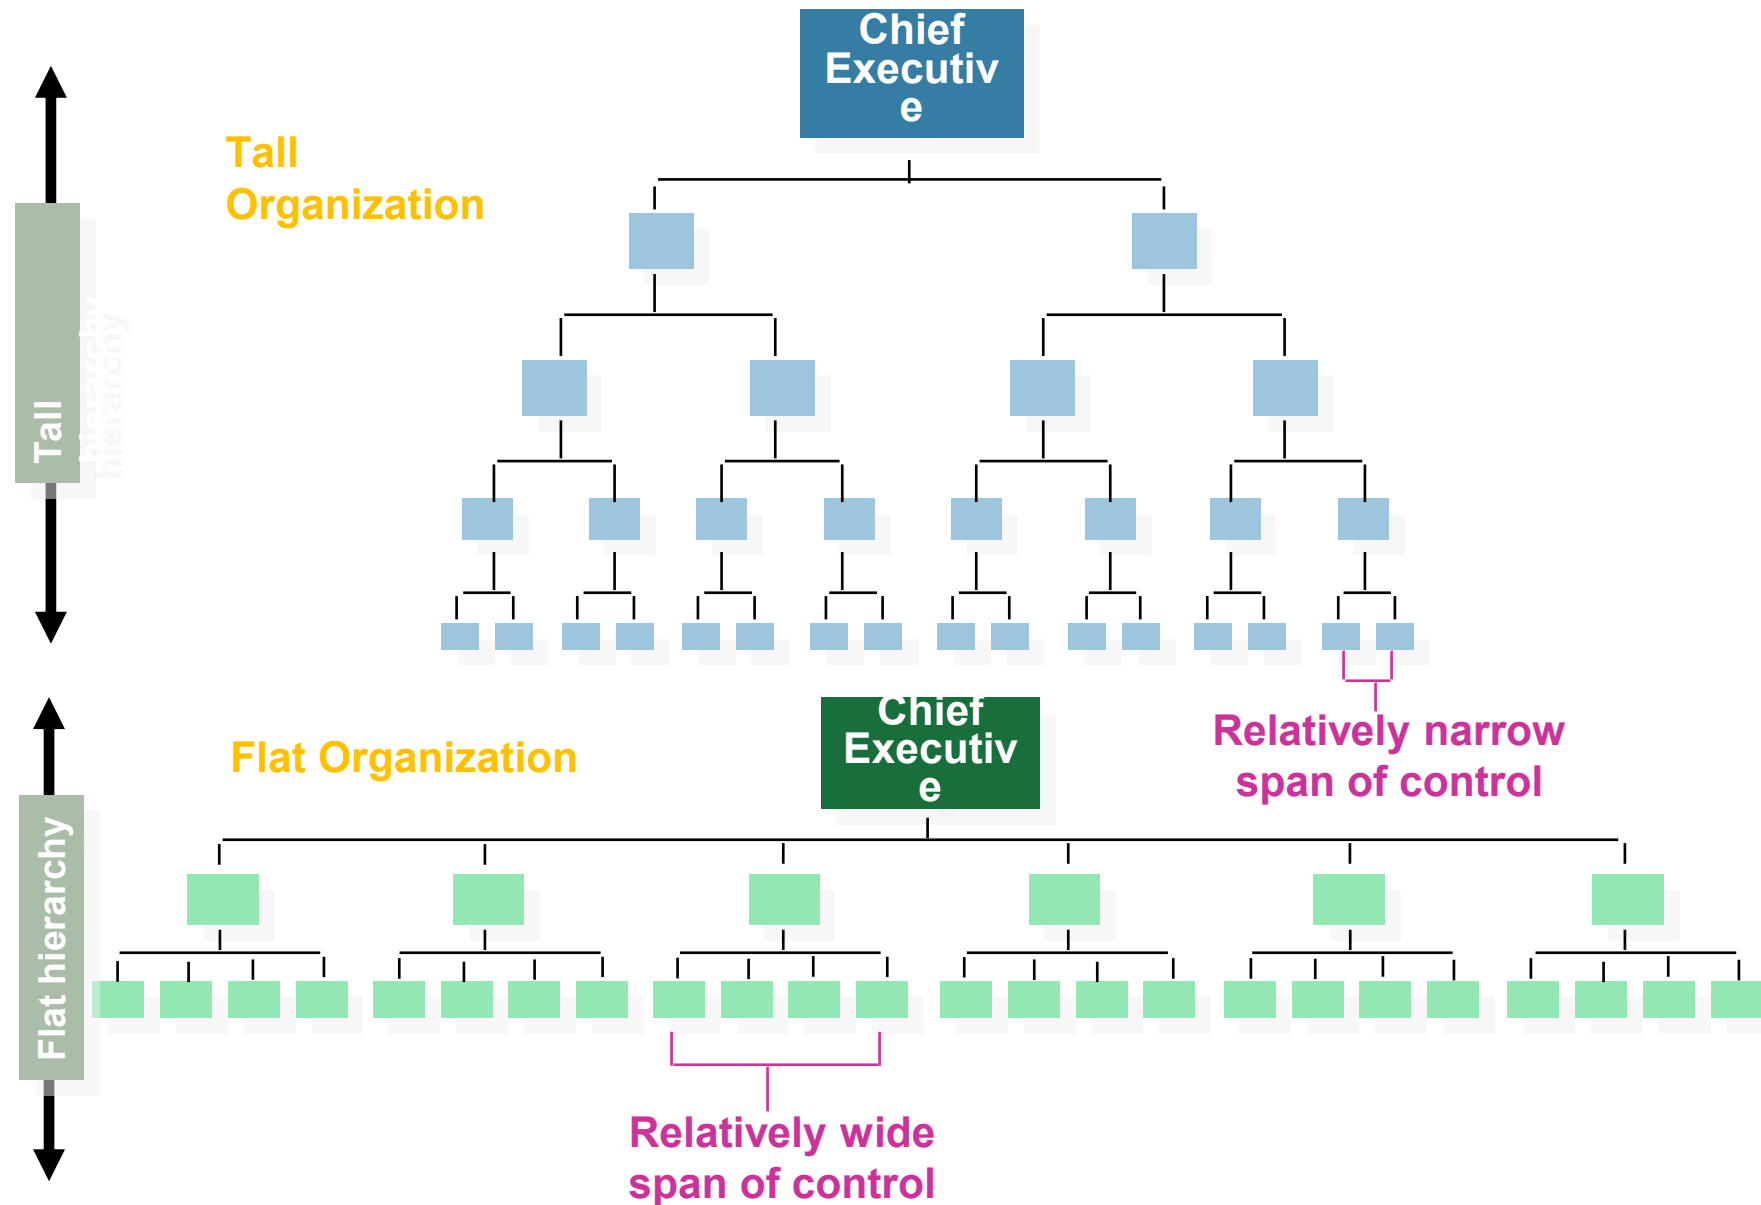 Chief
Executiv
e
Tall
Organization
Tall
hierarchy
Chief
Executiv
e
Flat Organization
Relatively narrow
span of control
Flat hierarchy
Relatively wide
span of control